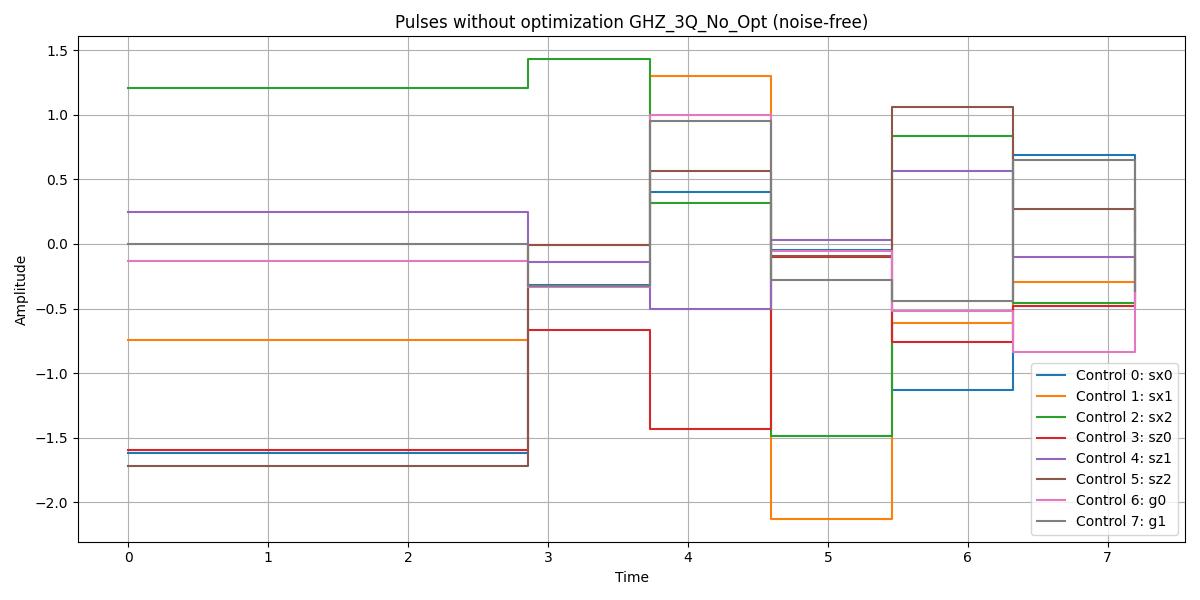 Pulses without optimization GHZ_3Q_No_Opt (noise-free)
1.5
1.0
0.5
0.0
−0.5
−1.0
−1.5
−2.0
Amplitude
0 1 2 3 4 5 6 7
Time
Control 0: sx0
Control 1: sx1
Control 2: sx2
Control 3: sz0
Control 4: sz1
Control 5: sz2
Control 6: g0
Control 7: g1